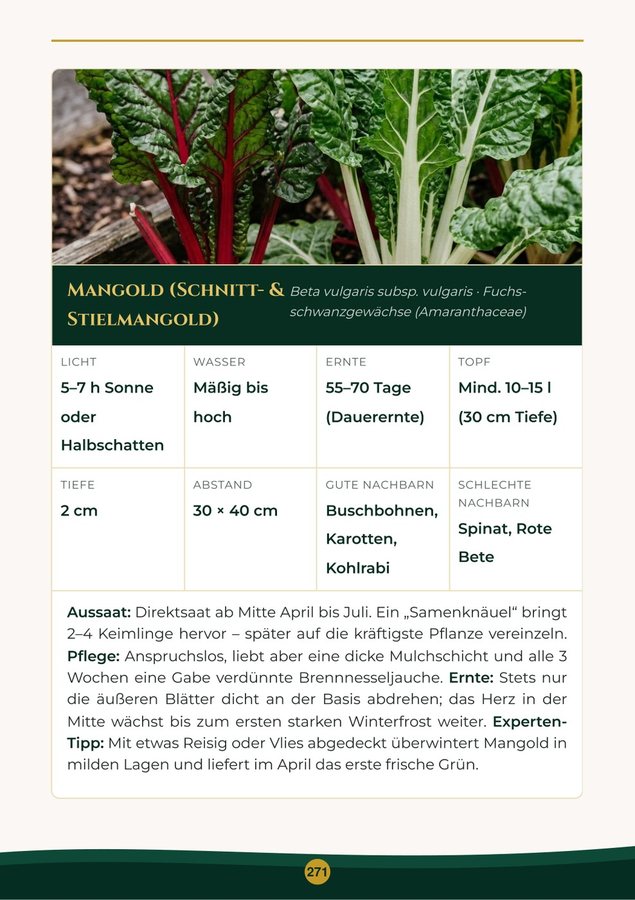 Mangold (Schnitt- &
Stielmangold)
Beta vulgaris subsp. vulgaris · Fuchs-
schwanzgewächse (Amaranthaceae)
LICHT
5–7 h Sonne
oder
Halbschatten
WASSER
Mäßig bis
hoch
ERNTE
55–70 Tage
(Dauerernte)
TOPF
Mind. 10–15 l
(30 cm Tiefe)
TIEFE
2 cm
ABSTAND
30 × 40 cm
GUTE NACHBARN
Buschbohnen,
Karotten,
Kohlrabi
SCHLECHTE
NACHBARN
Spinat, Rote
Bete
Aussaat: Direktsaat ab Mitte April bis Juli. Ein „Samenknäuel“ bringt
2–4 Keimlinge hervor – später auf die kräftigste Pflanze vereinzeln.
Pflege: Anspruchslos, liebt aber eine dicke Mulchschicht und alle 3
Wochen eine Gabe verdünnte Brennnesseljauche. Ernte: Stets nur
die äußeren Blätter dicht an der Basis abdrehen; das Herz in der
Mitte wächst bis zum ersten starken Winterfrost weiter. Experten-
Tipp: Mit etwas Reisig oder Vlies abgedeckt überwintert Mangold in
milden Lagen und liefert im April das erste frische Grün.
271